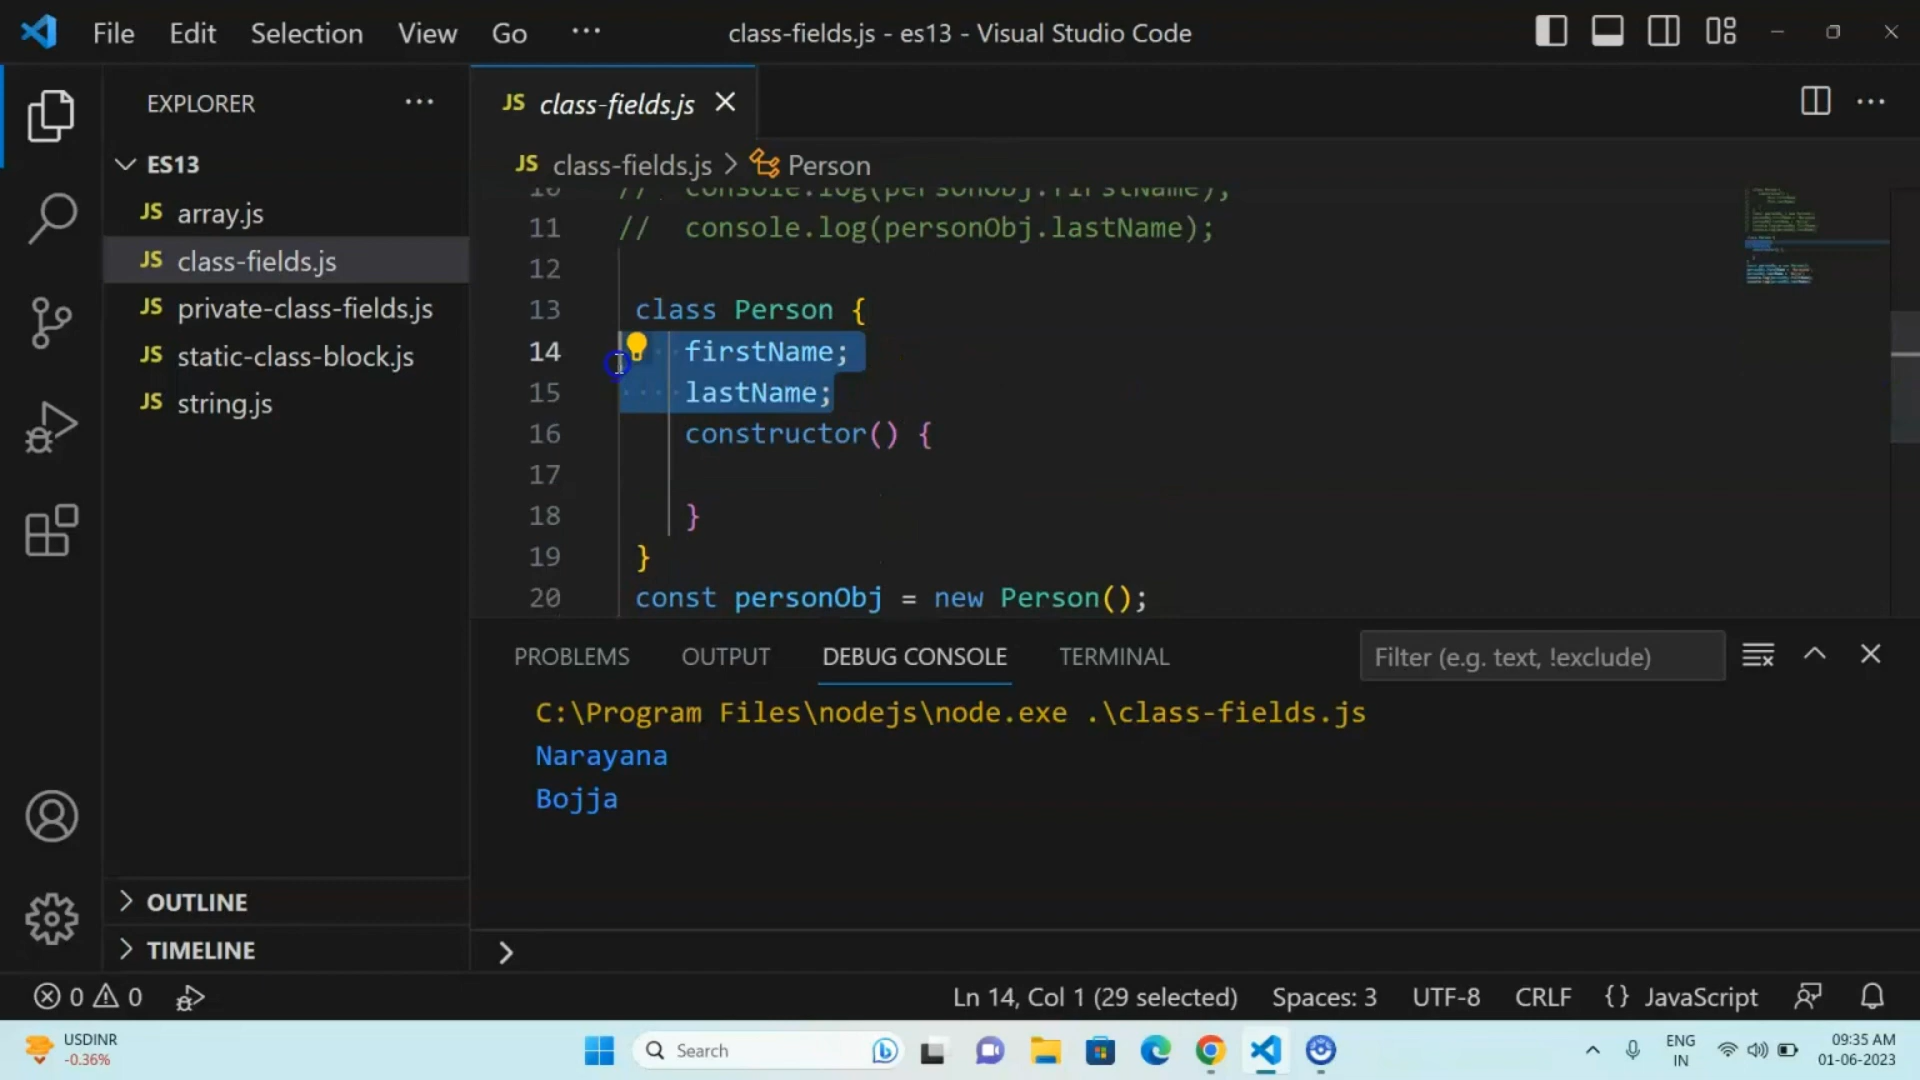 File Edit Selection View Go ···
class-fields.js - es13 - Visual Studio Code
EXPLORER ···
ES13
JS array.js
JS class-fields.js
JS private-class-fields.js
JS static-class-block.js
JS string.js
OUTLINE
TIMELINE
JS class-fields.js
JS class-fields.js > Person
10 // console.log(personObj.firstName);
11 // console.log(personObj.lastName);
12
13 class Person {
14 firstName;
15 lastName;
16 constructor() {
17
18 }
19 }
20 const personObj = new Person();
PROBLEMS OUTPUT DEBUG CONSOLE TERMINAL Filter (e.g. text, !exclude)
C:\Program Files\nodejs\node.exe .\class-fields.js
Narayana
Bojja
>
0 0 Ln 14, Col 1 (29 selected) Spaces: 3 UTF-8 CRLF {} JavaScript
USDINR
-0.36%
Search
ENG
IN
09:35 AM
01-06-2023